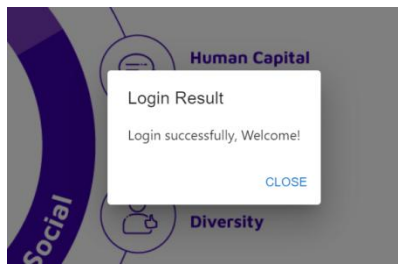 Human Capital
Login Result
Login successfully, Welcome!
CLOSE
Social
Diversity